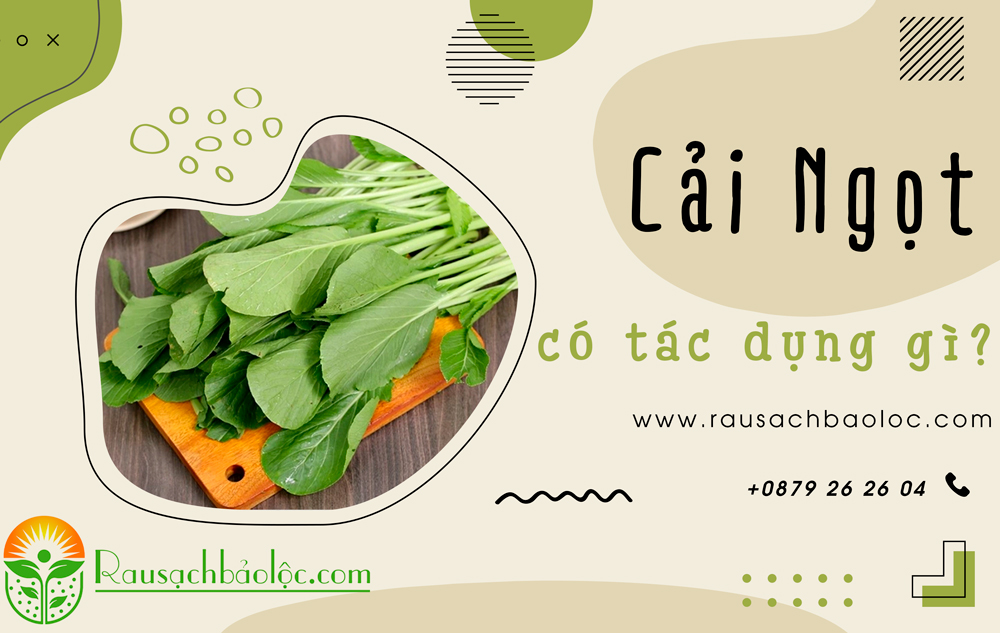 Cải Ngọt
có tác dụng gì?
www.rausachbaoloc.com
+0879 26 26 04
Rausạchbảolộc.com